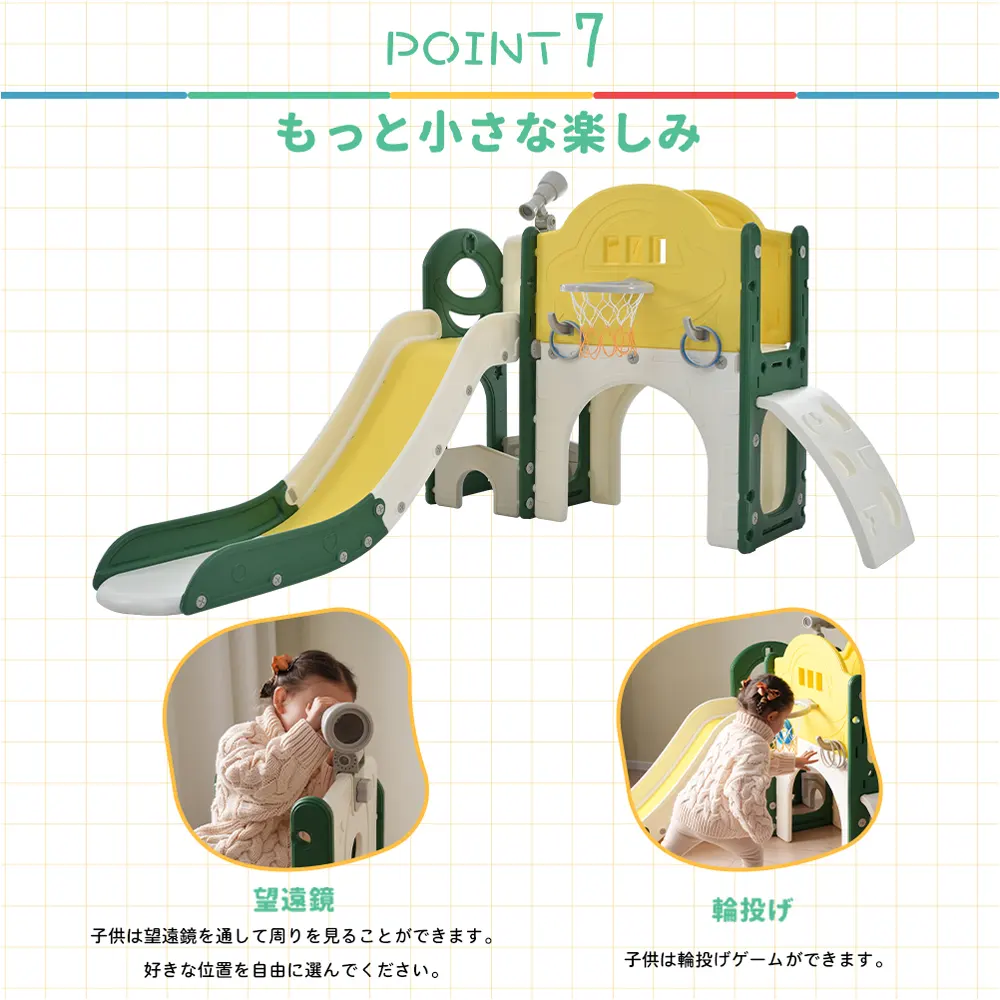 POINT 7
もっと小さな楽しみ
望遠鏡
子供は望遠鏡を通して周りを見ることができます。
好きな位置を自由に選んでください。
輪投げ
子供は輪投げゲームができます。